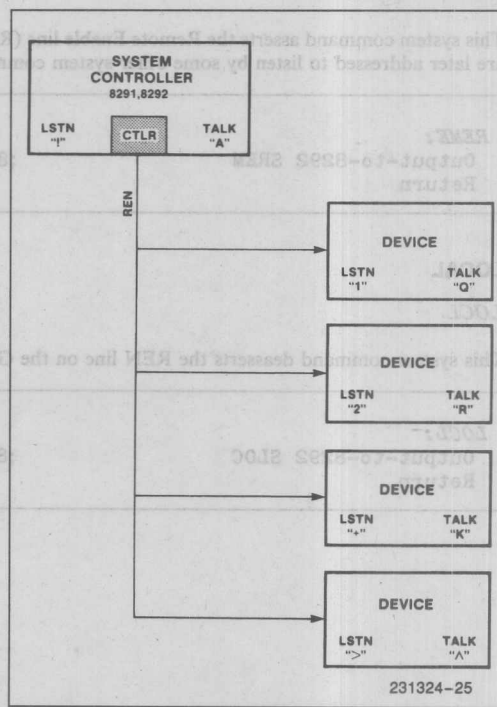 SYSTEM
CONTROLLER
8291,8292
LSTN CTLR TALK
"!" "A"
REN
DEVICE
LSTN TALK
"1" "Q"
DEVICE
LSTN TALK
"2" "R"
DEVICE
LSTN TALK
"+" "K"
DEVICE
LSTN TALK
">" "^"
231324-25